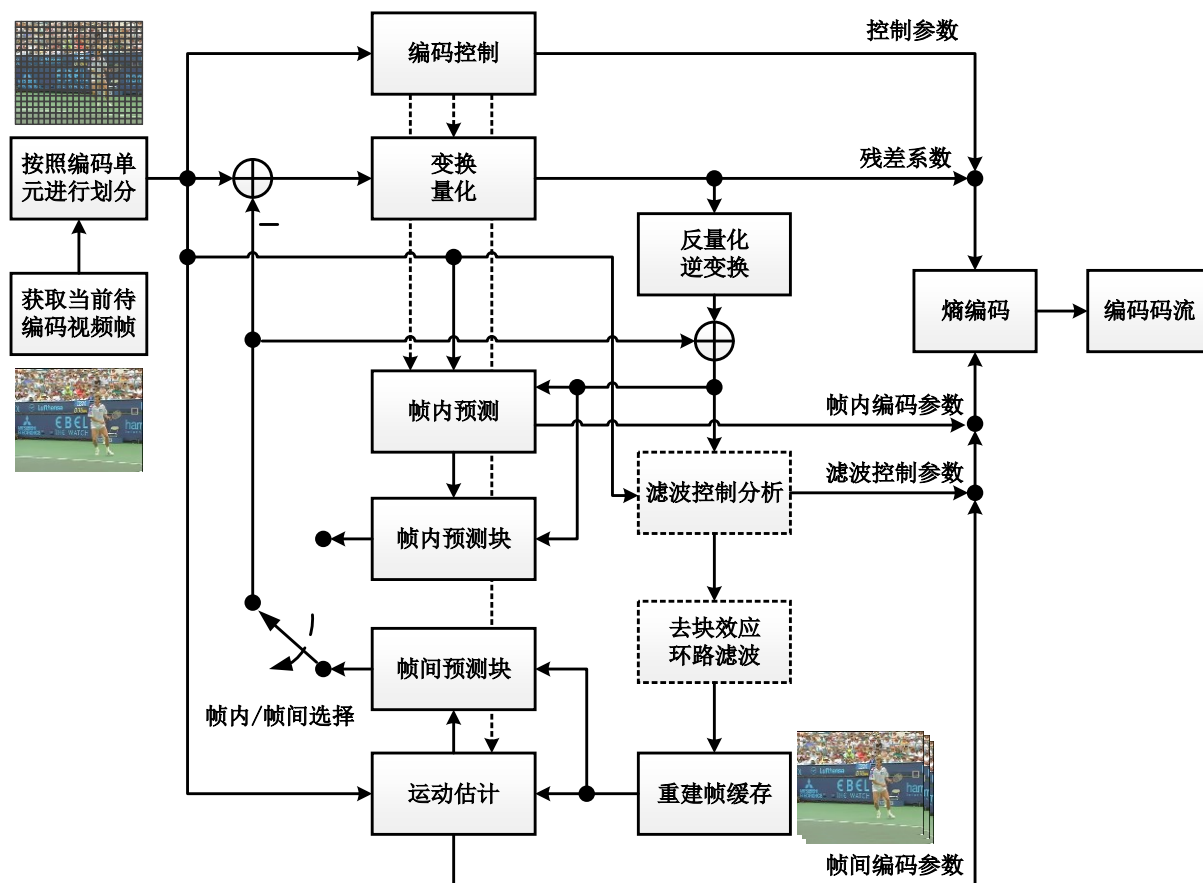 编码控制
控制参数
按照编码单
元进行划分
变换
量化
残差系数
反量化
逆变换
获取当前待
编码视频帧
熵编码
编码码流
帧内预测
帧内编码参数
滤波控制分析
滤波控制参数
帧内预测块
去块效应
环路滤波
帧间预测块
帧内/帧间选择
运动估计
重建帧缓存
帧间编码参数
Lufthansa
EBEL
Lufthansa
EBEL